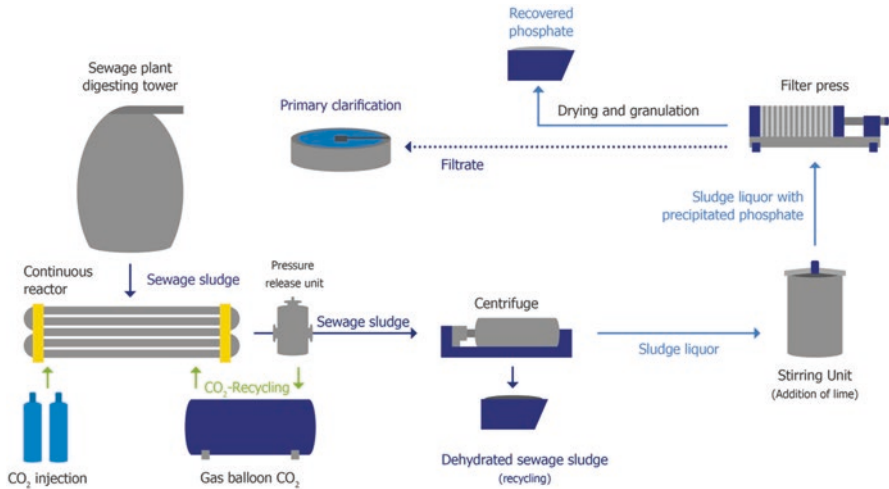 Recovered
phosphate
Sewage plant
digesting tower
Filter press
Primary clarification
Drying and granulation
Filtrate
Sludge liquor with
precipitated phosphate
Continuous
reactor
Sewage sludge
Pressure
release unit
Sewage sludge
Centrifuge
Sludge liquor
Stirring Unit
(Addition of lime)
CO₂-Recycling
CO₂ injection
Gas balloon CO₂
Dehydrated sewage sludge
(recycling)